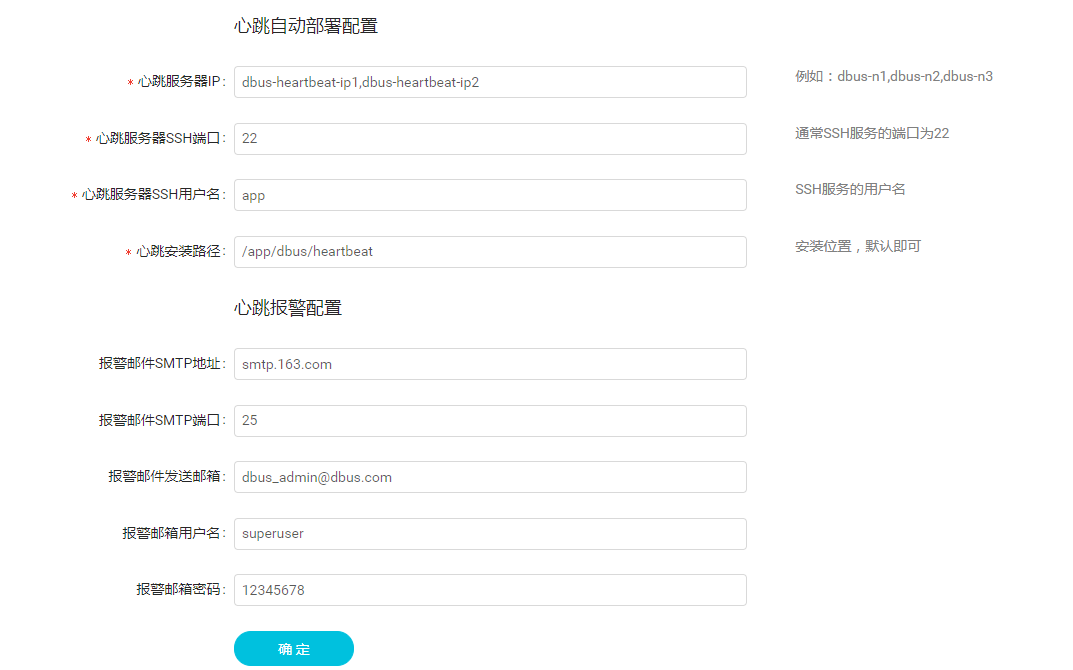 心跳自动部署配置
* 心跳服务器IP: dbus-heartbeat-ip1,dbus-heartbeat-ip2 例如：dbus-n1,dbus-n2,dbus-n3
* 心跳服务器SSH端口: 22 通常SSH服务的端口为22
* 心跳服务器SSH用户名: app SSH服务的用户名
* 心跳安装路径: /app/dbus/heartbeat 安装位置，默认即可
心跳报警配置
报警邮件SMTP地址: smtp.163.com
报警邮件SMTP端口: 25
报警邮件发送邮箱: dbus_admin@dbus.com
报警邮箱用户名: superuser
报警邮箱密码: 12345678
确定